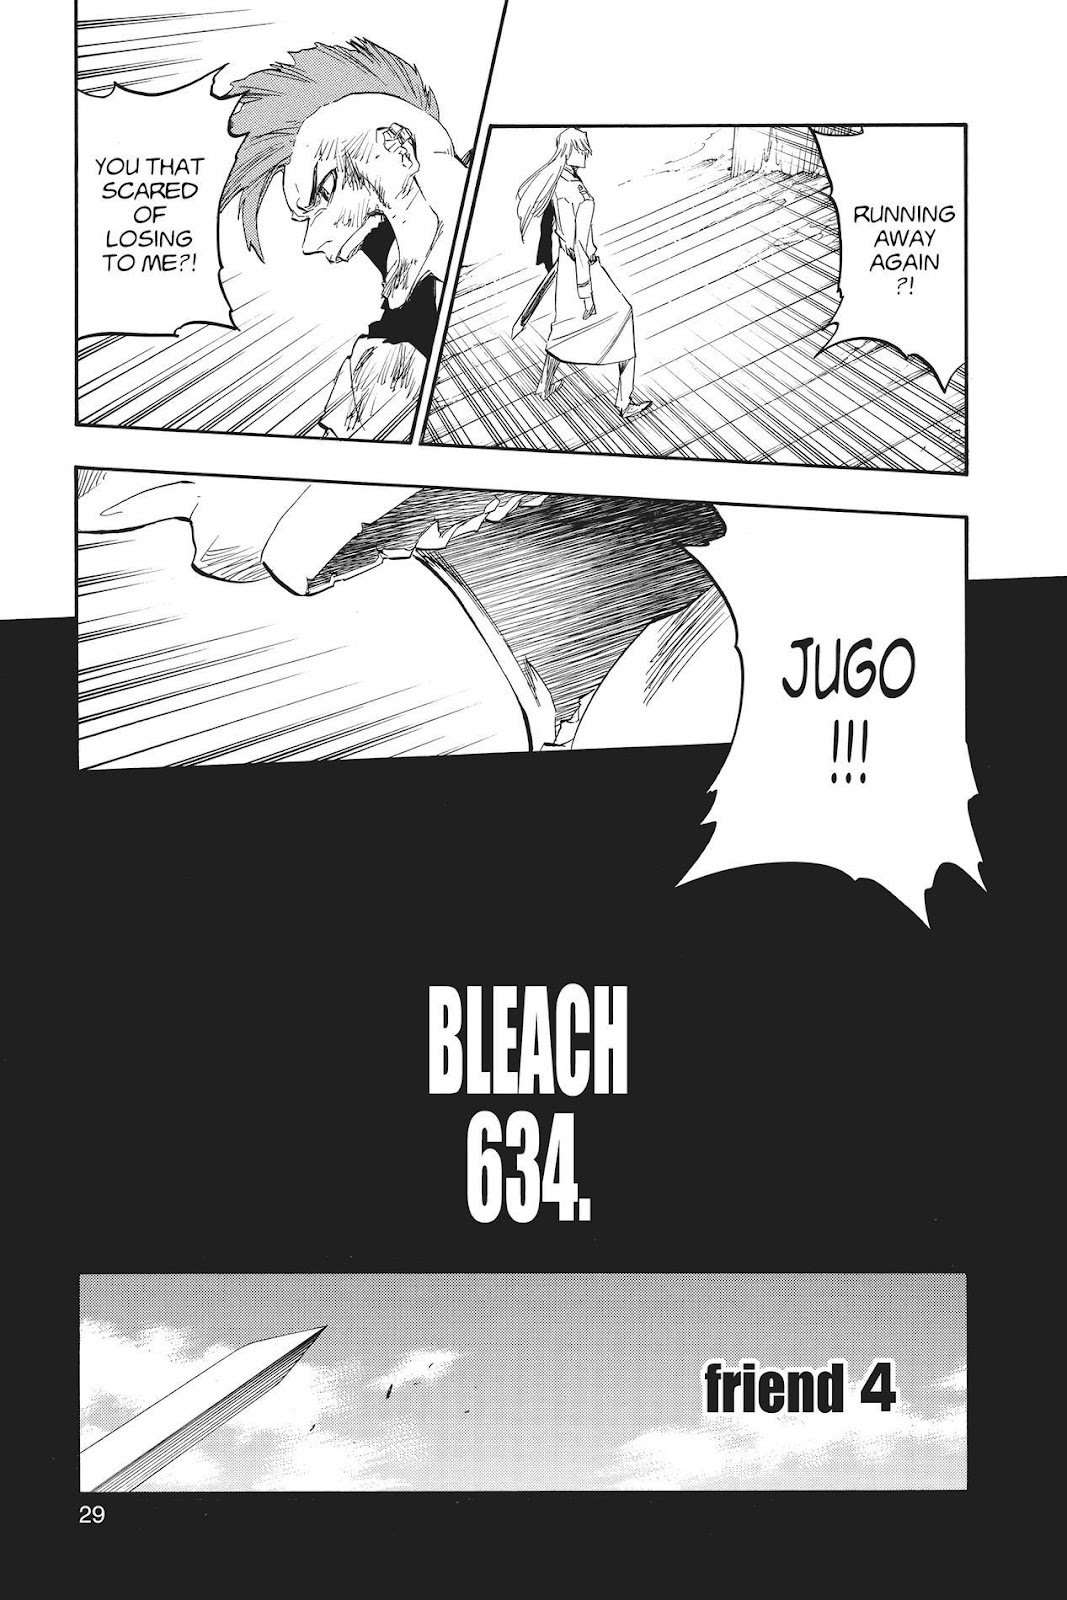 RUNNING
AWAY
AGAIN
?!
YOU THAT
SCARED
OF
LOSING
TO ME?!
JUGO
!!!
BLEACH
634.
friend 4
29